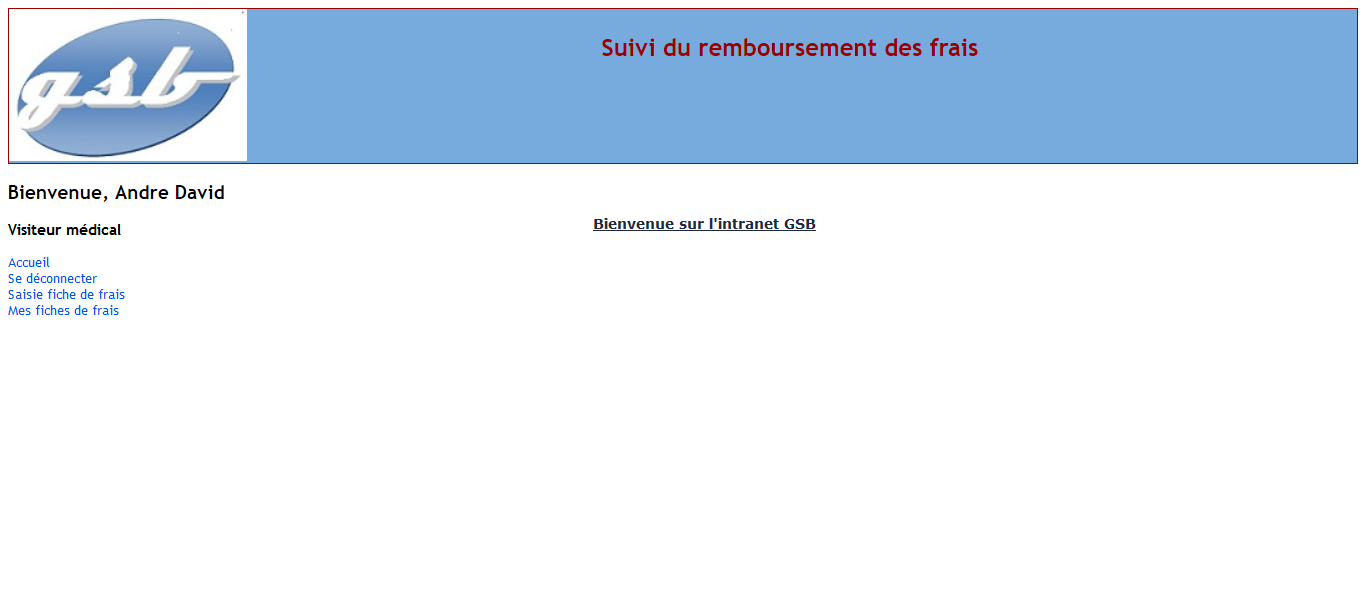 gsb
Suivi du remboursement des frais
Bienvenue, Andre David
Visiteur médical
Bienvenue sur l'intranet GSB
Accueil
Se déconnecter
Saisie fiche de frais
Mes fiches de frais